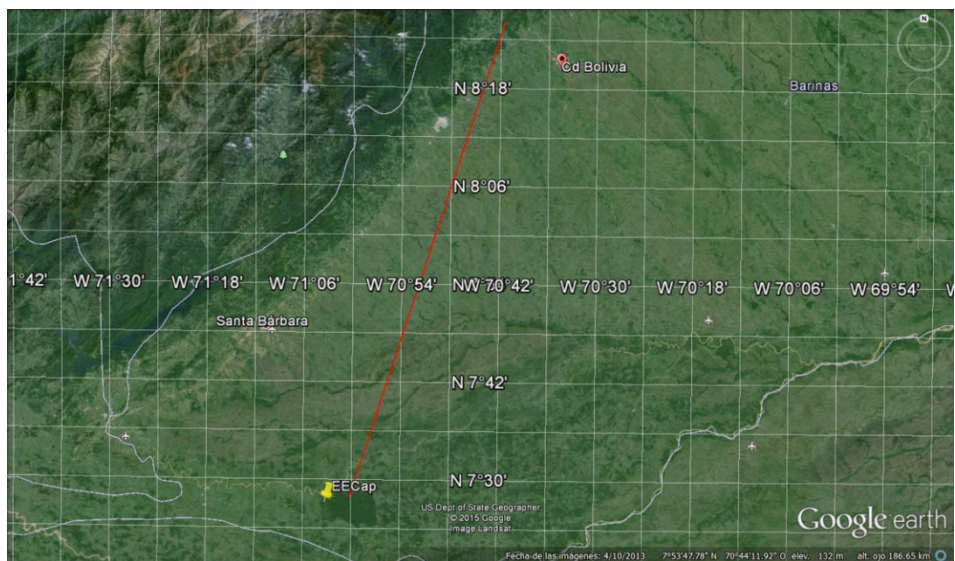 N
Cd Bolivia
N 8°18'
Barinas
N 8°06'
1°42' W 71°30' W 71°18' W 71°06' W 70°54' W 70°42' W 70°30' W 70°18' W 70°06' W 69°54' W
Santa Bárbara
N 7°42'
EECap
N 7°30'
US Dept of State Geographer
© 2015 Google
Image Landsat
Google earth
Fecha de las imágenes: 4/10/2013 7°53'47.78" N 70°44'11.92" O elev. 132 m alt. ojo 186.65 km